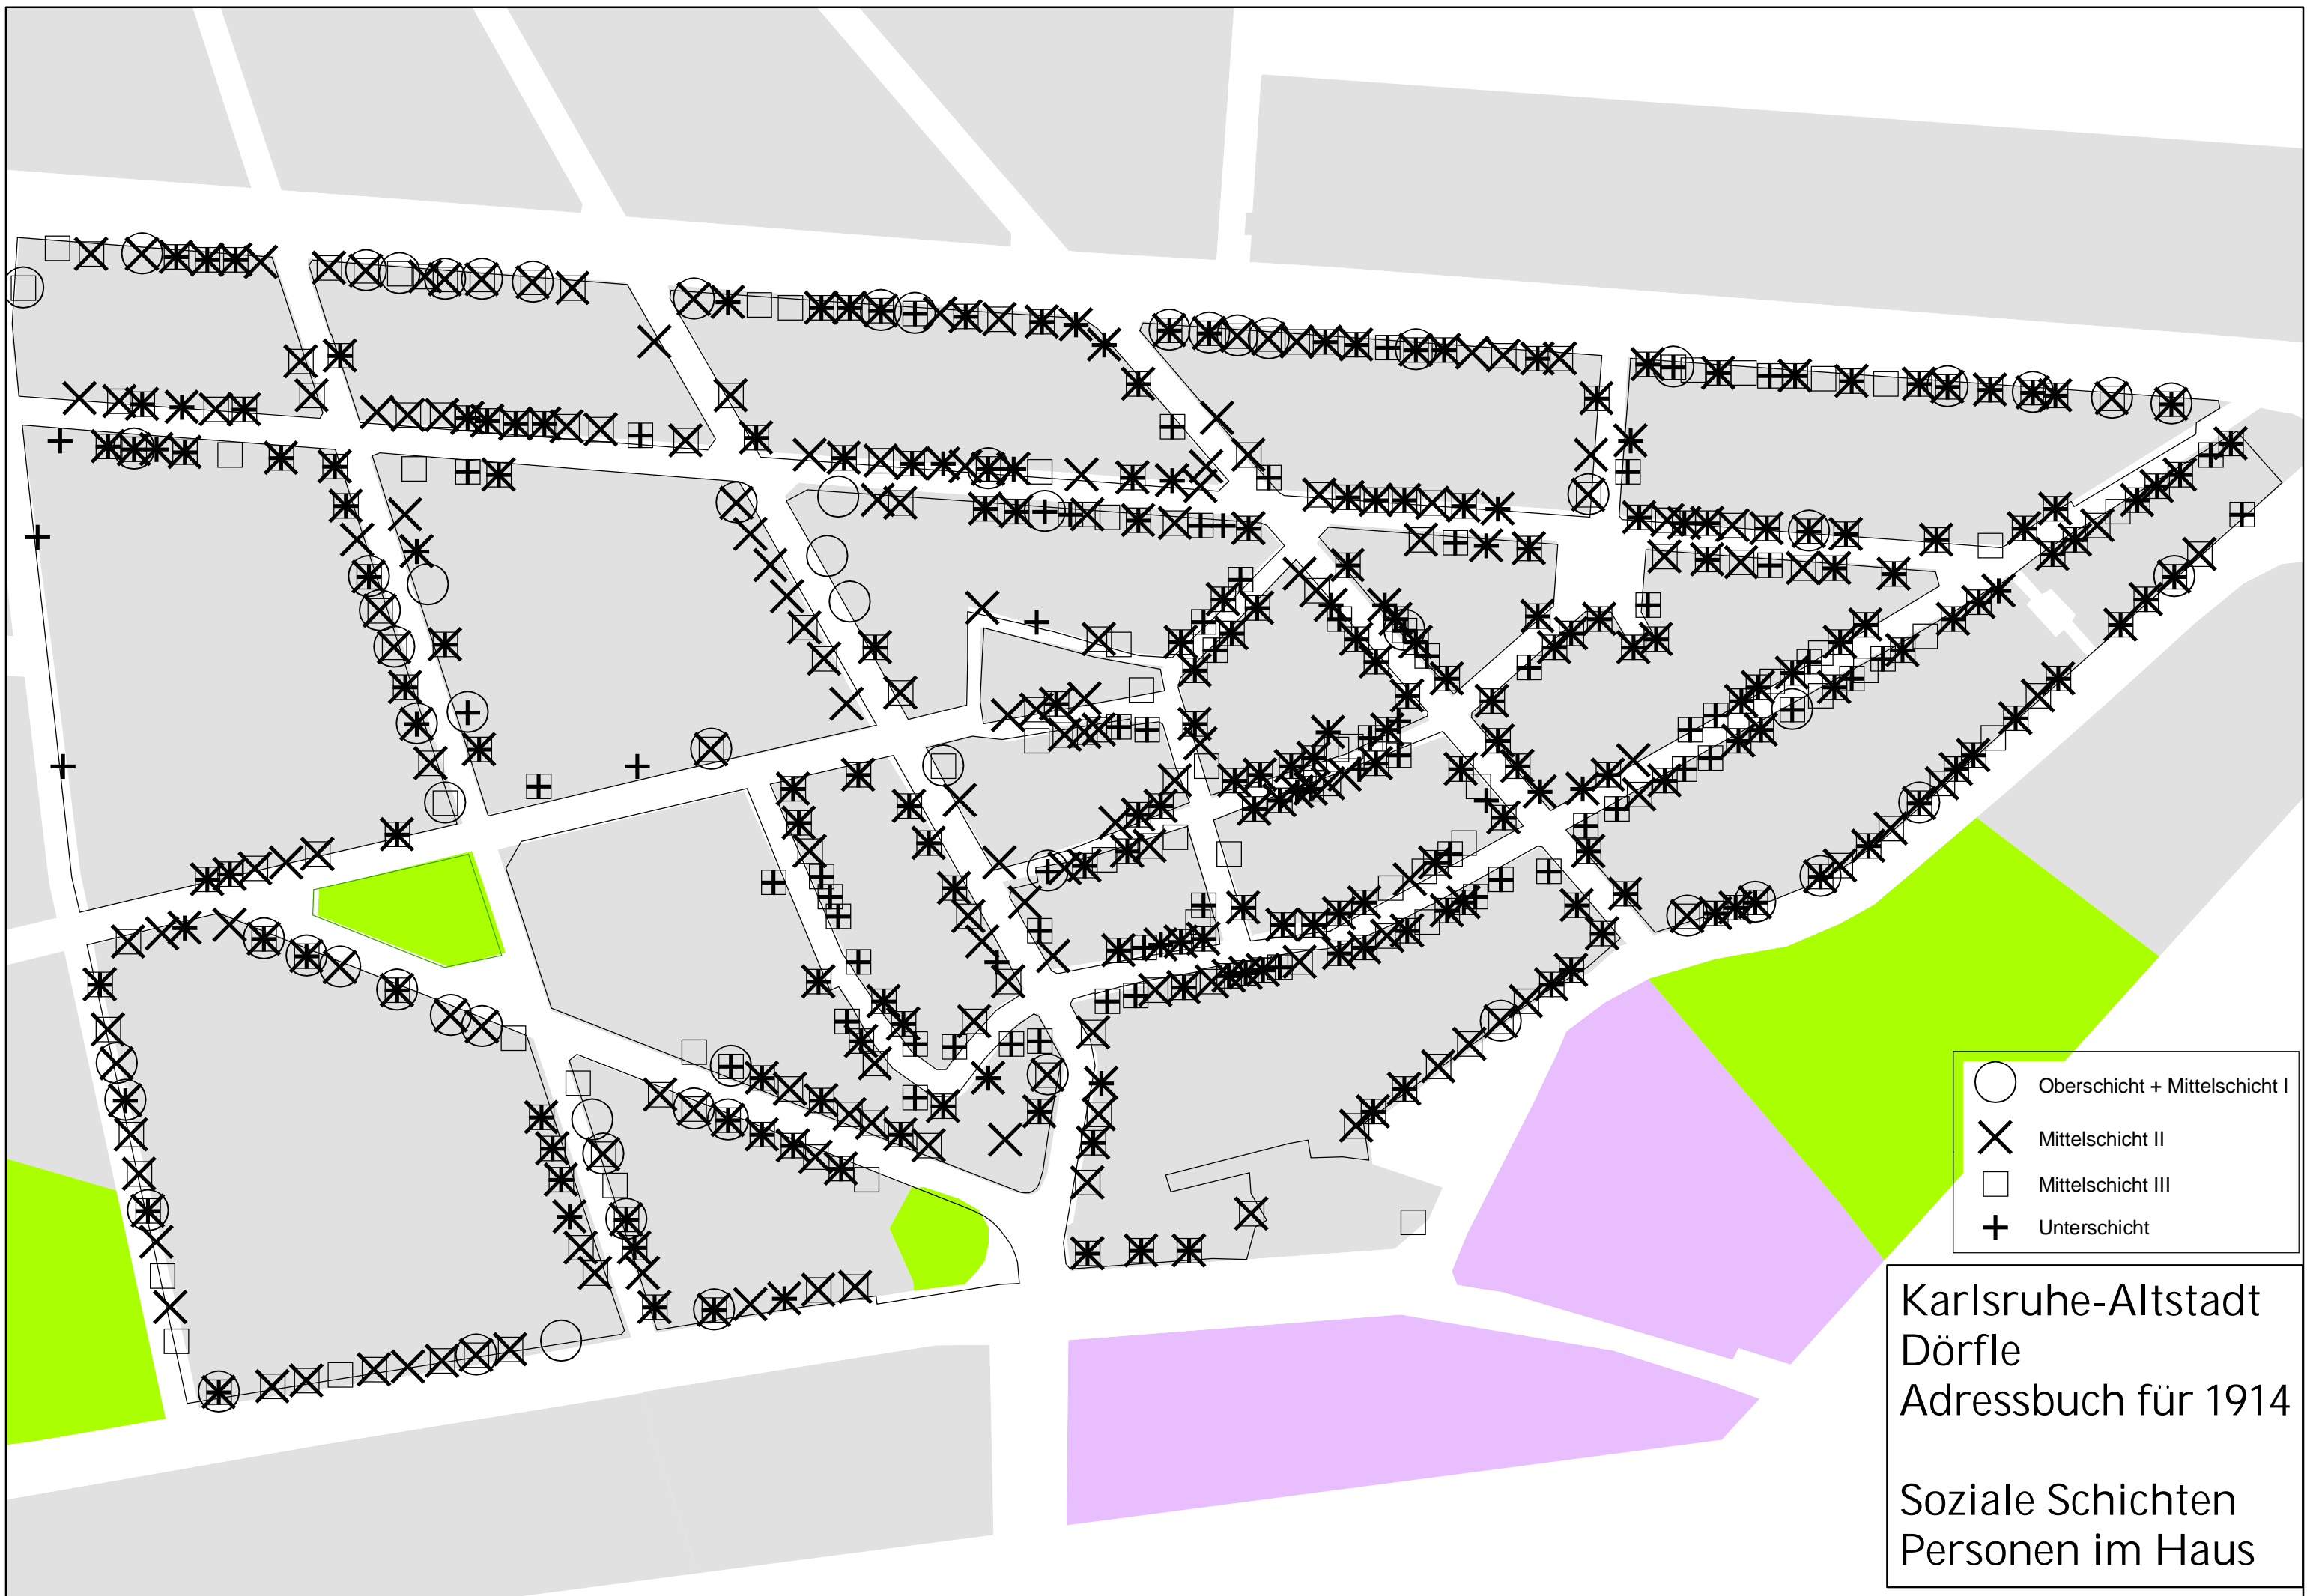 Oberschicht + Mittelschicht I
Mittelschicht II
Mittelschicht III
Unterschicht
Karlsruhe-Altstadt
Dörfle
Adressbuch für 1914
Soziale Schichten
Personen im Haus